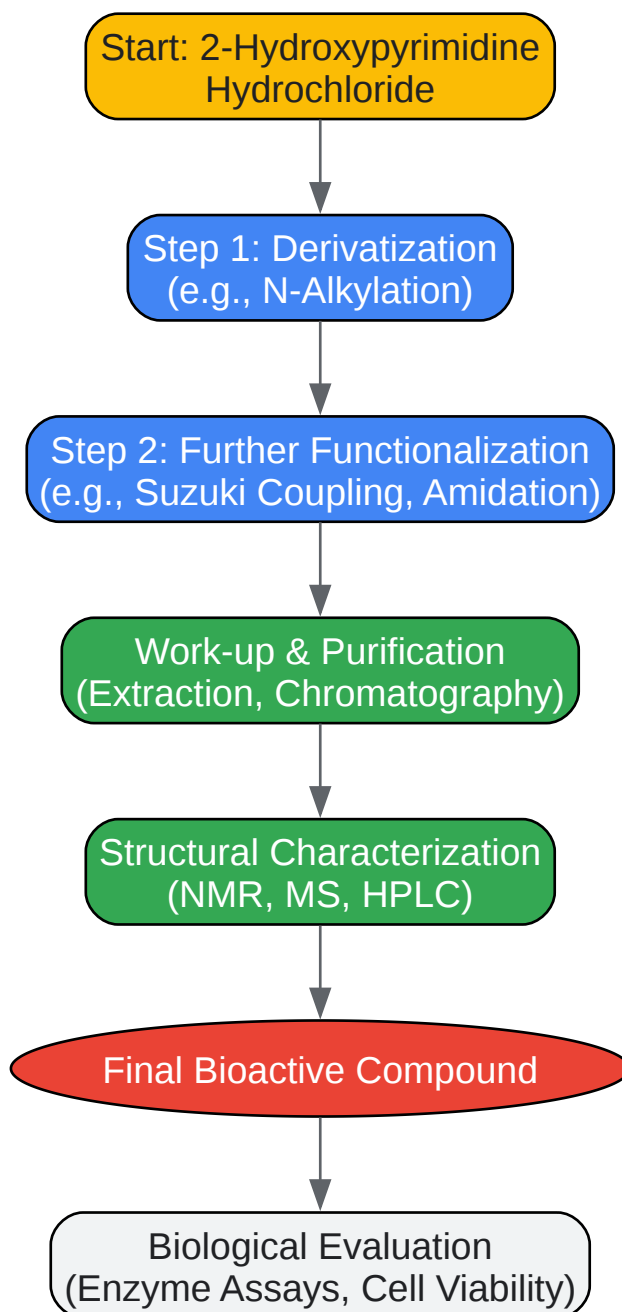 Start: 2-Hydroxypyrimidine
Hydrochloride
Step 1: Derivatization
(e.g., N-Alkylation)
Step 2: Further Functionalization
(e.g., Suzuki Coupling, Amidation)
Work-up & Purification
(Extraction, Chromatography)
Structural Characterization
(NMR, MS, HPLC)
Final Bioactive Compound
Biological Evaluation
(Enzyme Assays, Cell Viability)